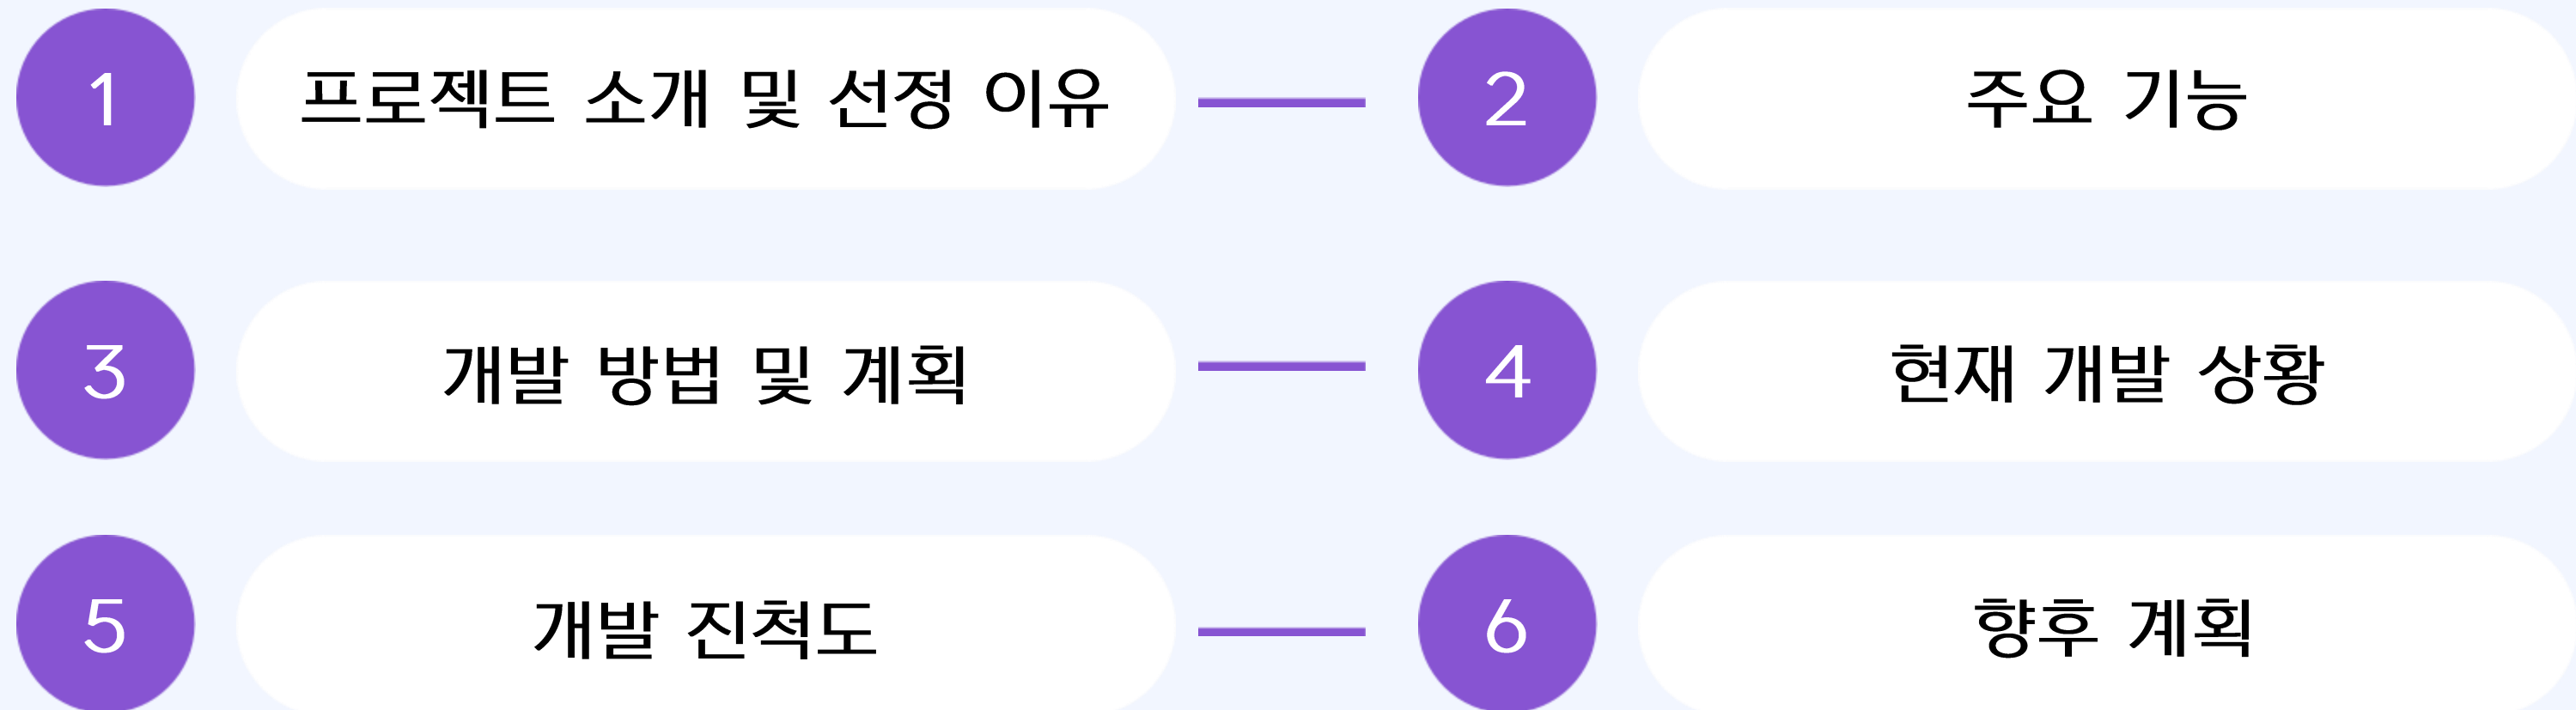 1 프로젝트 소개 및 선정 이유
2 주요 기능
3 개발 방법 및 계획
4 현재 개발 상황
5 개발 진척도
6 향후 계획